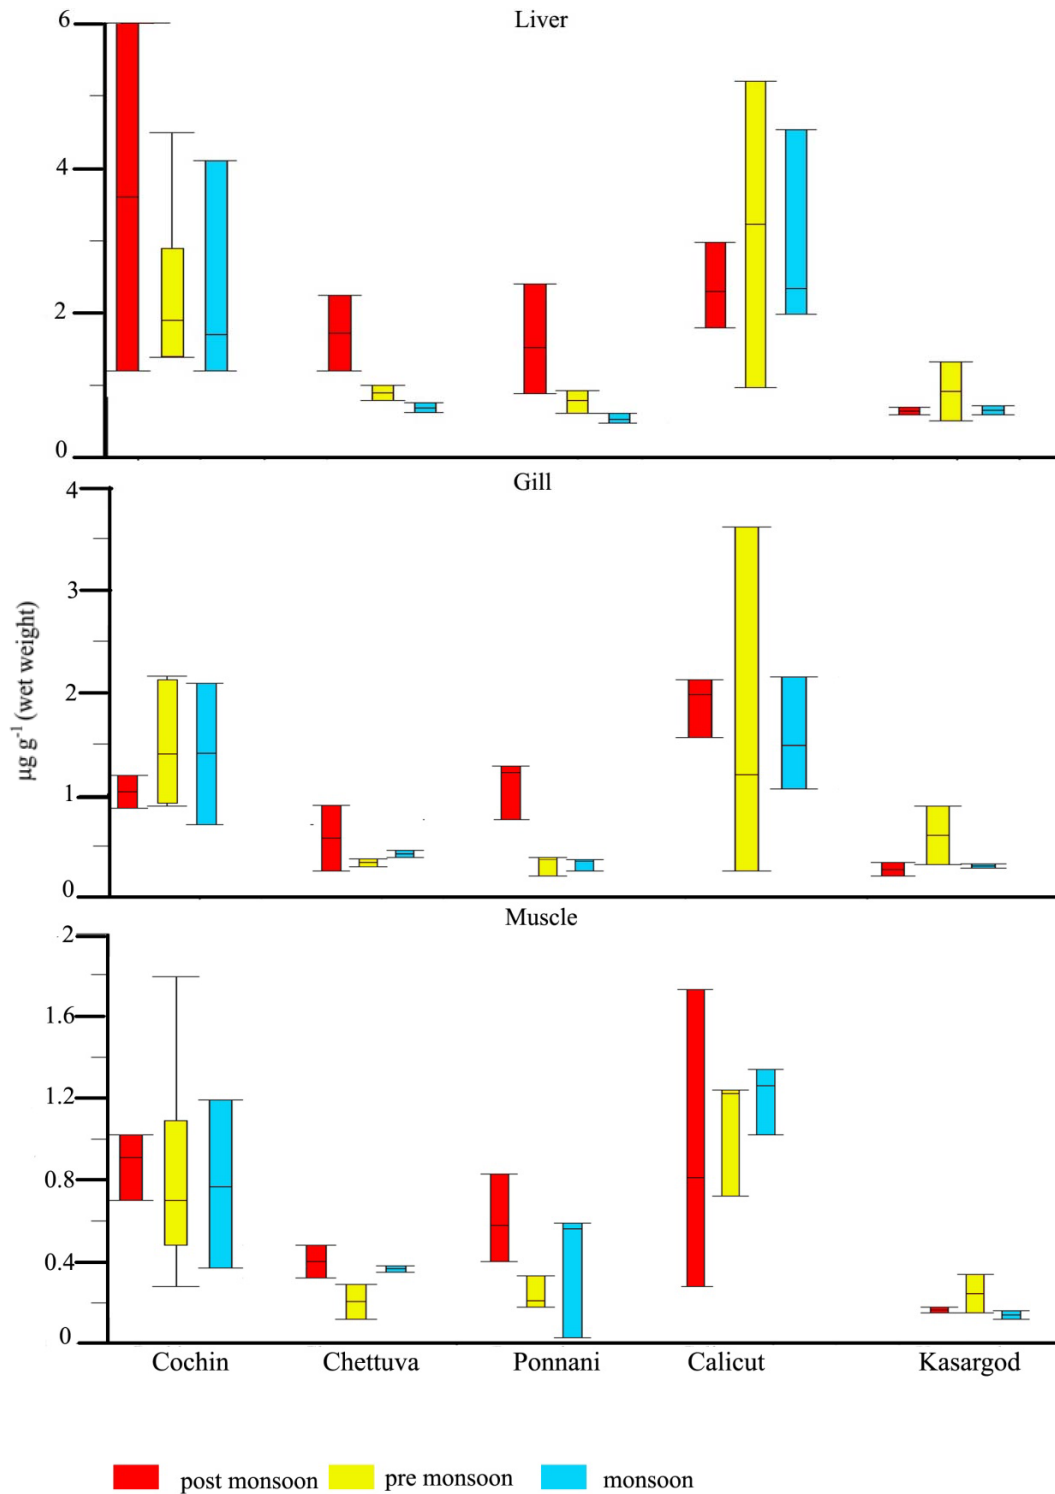 Liver
6
4
2
0
Gill
4
3
2
1
0
µg g-1 (wet weight)
Muscle
2
1.6
1.2
0.8
0.4
0
Cochin Chettuva Ponnani Calicut Kasargod
post monsoon pre monsoon monsoon